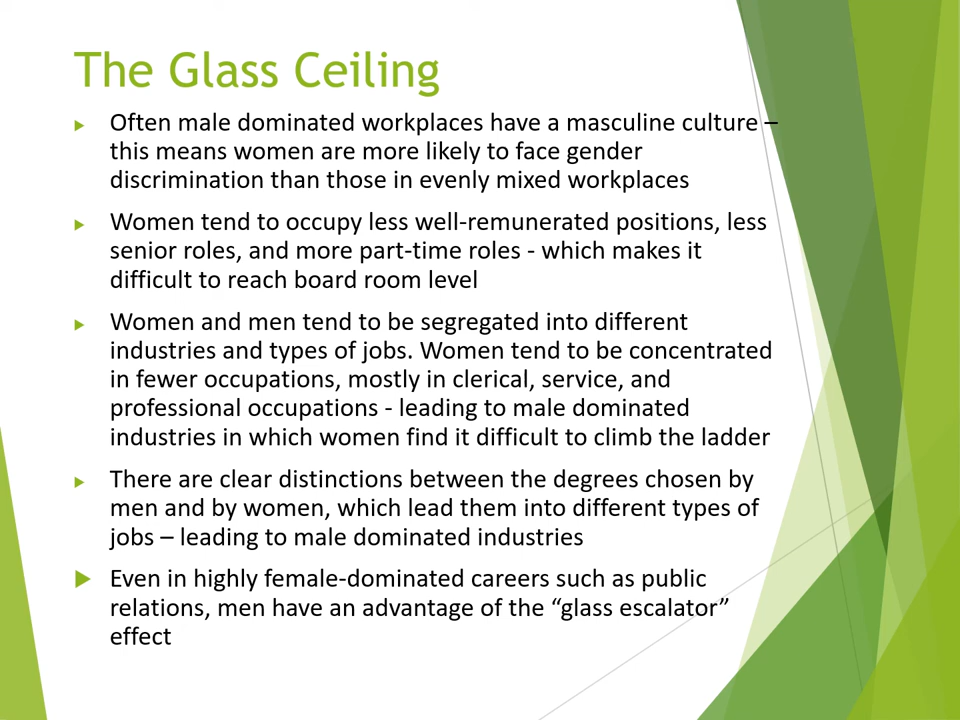 The Glass Ceiling
Often male dominated workplaces have a masculine culture –
this means women are more likely to face gender
discrimination than those in evenly mixed workplaces
Women tend to occupy less well-remunerated positions, less
senior roles, and more part-time roles - which makes it
difficult to reach board room level
Women and men tend to be segregated into different
industries and types of jobs. Women tend to be concentrated
in fewer occupations, mostly in clerical, service, and
professional occupations - leading to male dominated
industries in which women find it difficult to climb the ladder
There are clear distinctions between the degrees chosen by
men and by women, which lead them into different types of
jobs – leading to male dominated industries
Even in highly female-dominated careers such as public
relations, men have an advantage of the “glass escalator”
effect